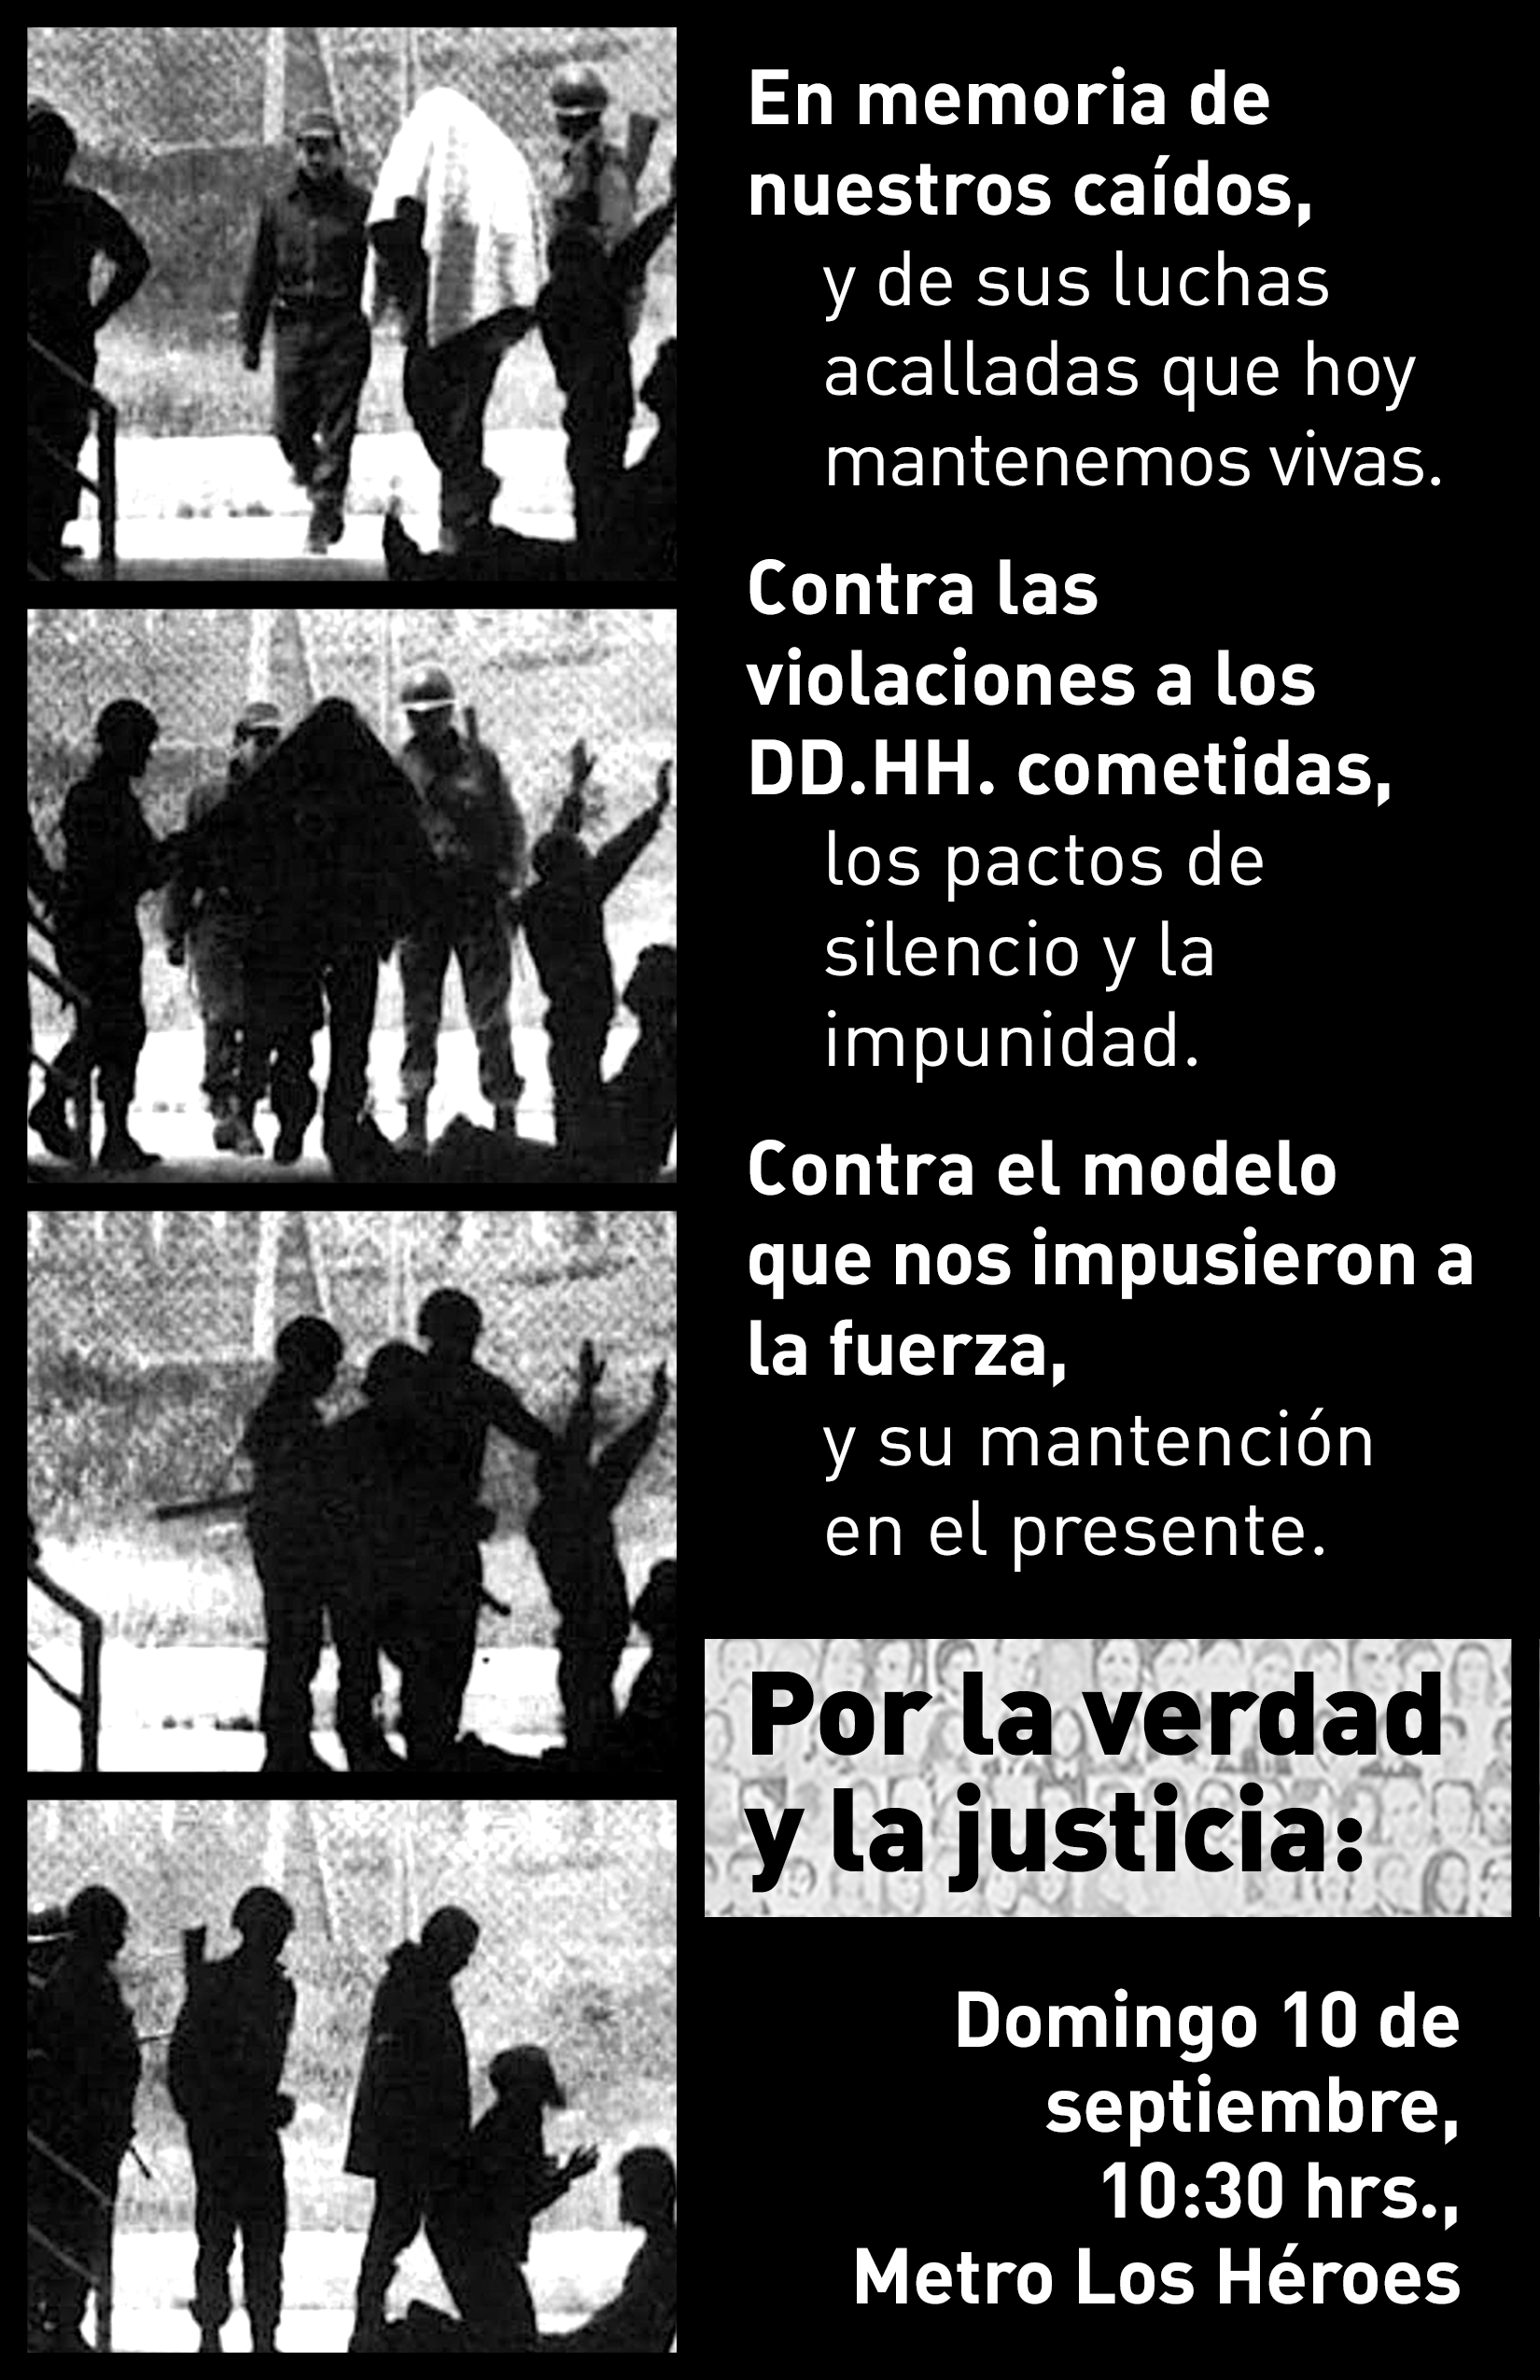 En memoria de
nuestros caídos,
y de sus luchas
acalladas que hoy
mantenemos vivas.
Contra las
violaciones a los
DD.HH. cometidas,
los pactos de
silencio y la
impunidad.
Contra el modelo
que nos impusieron a
la fuerza,
y su mantención
en el presente.
Por la verdad
y la justicia:
Domingo 10 de
septiembre,
10:30 hrs.,
Metro Los Héroes